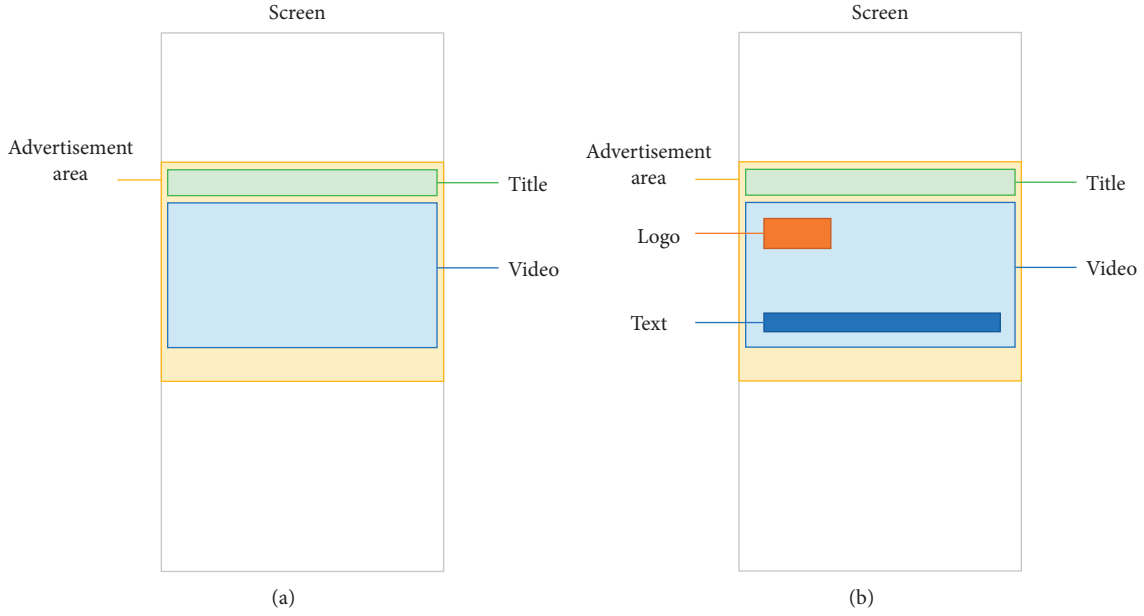 Screen
Advertisement
area
Title
Video
(a)
Screen
Advertisement
area
Title
Logo
Video
Text
(b)